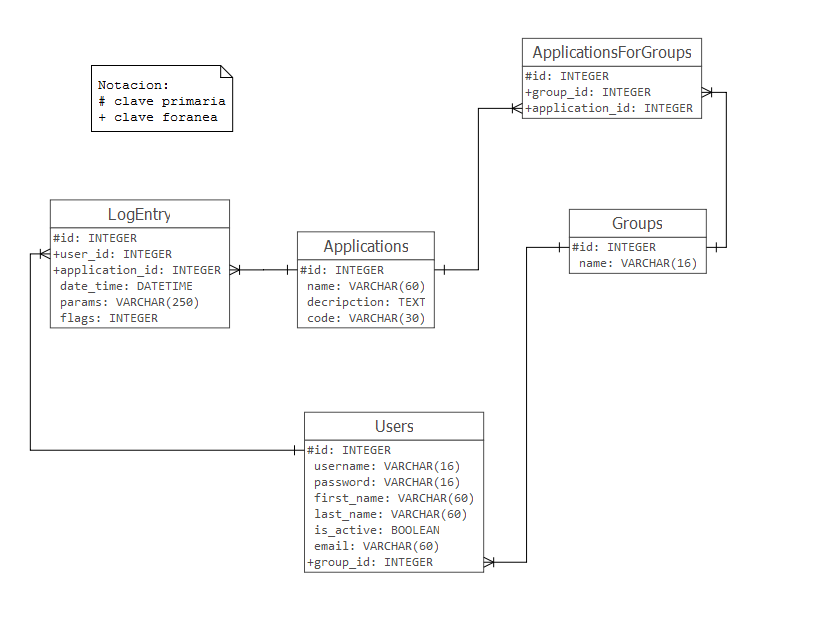 ApplicationsForGroups
#id: INTEGER
+group_id: INTEGER
+application_id: INTEGER
Notacion:
# clave primaria
+ clave foranea
LogEntry
#id: INTEGER
+user_id: INTEGER
+application_id: INTEGER
date_time: DATETIME
params: VARCHAR(250)
flags: INTEGER
Applications
#id: INTEGER
name: VARCHAR(60)
decripction: TEXT
code: VARCHAR(30)
Groups
#id: INTEGER
name: VARCHAR(16)
Users
#id: INTEGER
username: VARCHAR(16)
password: VARCHAR(16)
first_name: VARCHAR(60)
last_name: VARCHAR(60)
is_active: BOOLEAN
email: VARCHAR(60)
+group_id: INTEGER